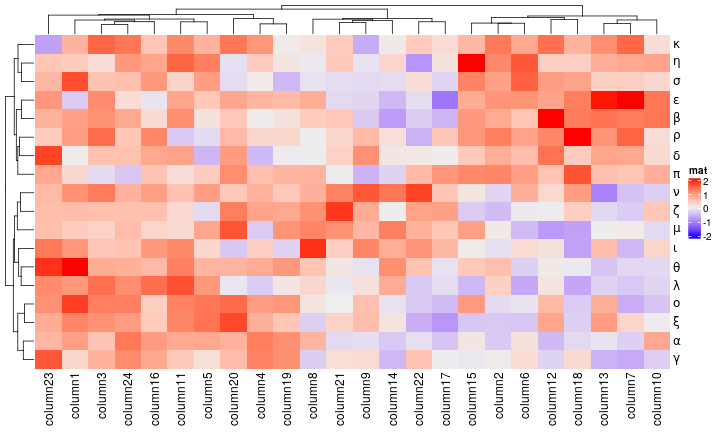 κ
η
σ
ε
β
ρ
δ
π
ν
ζ
μ
ι
θ
λ
ο
ξ
α
γ
mat
2
1
0
-1
-2
column23
column1
column3
column24
column16
column11
column5
column20
column4
column19
column8
column21
column9
column14
column22
column17
column15
column2
column6
column12
column18
column13
column7
column10